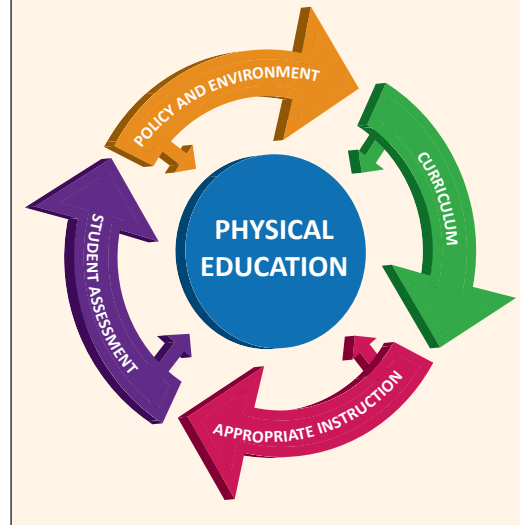 POLICY AND ENVIRONMENT
CURRICULUM
PHYSICAL
EDUCATION
STUDENT ASSESSMENT
APPROPRIATE INSTRUCTION